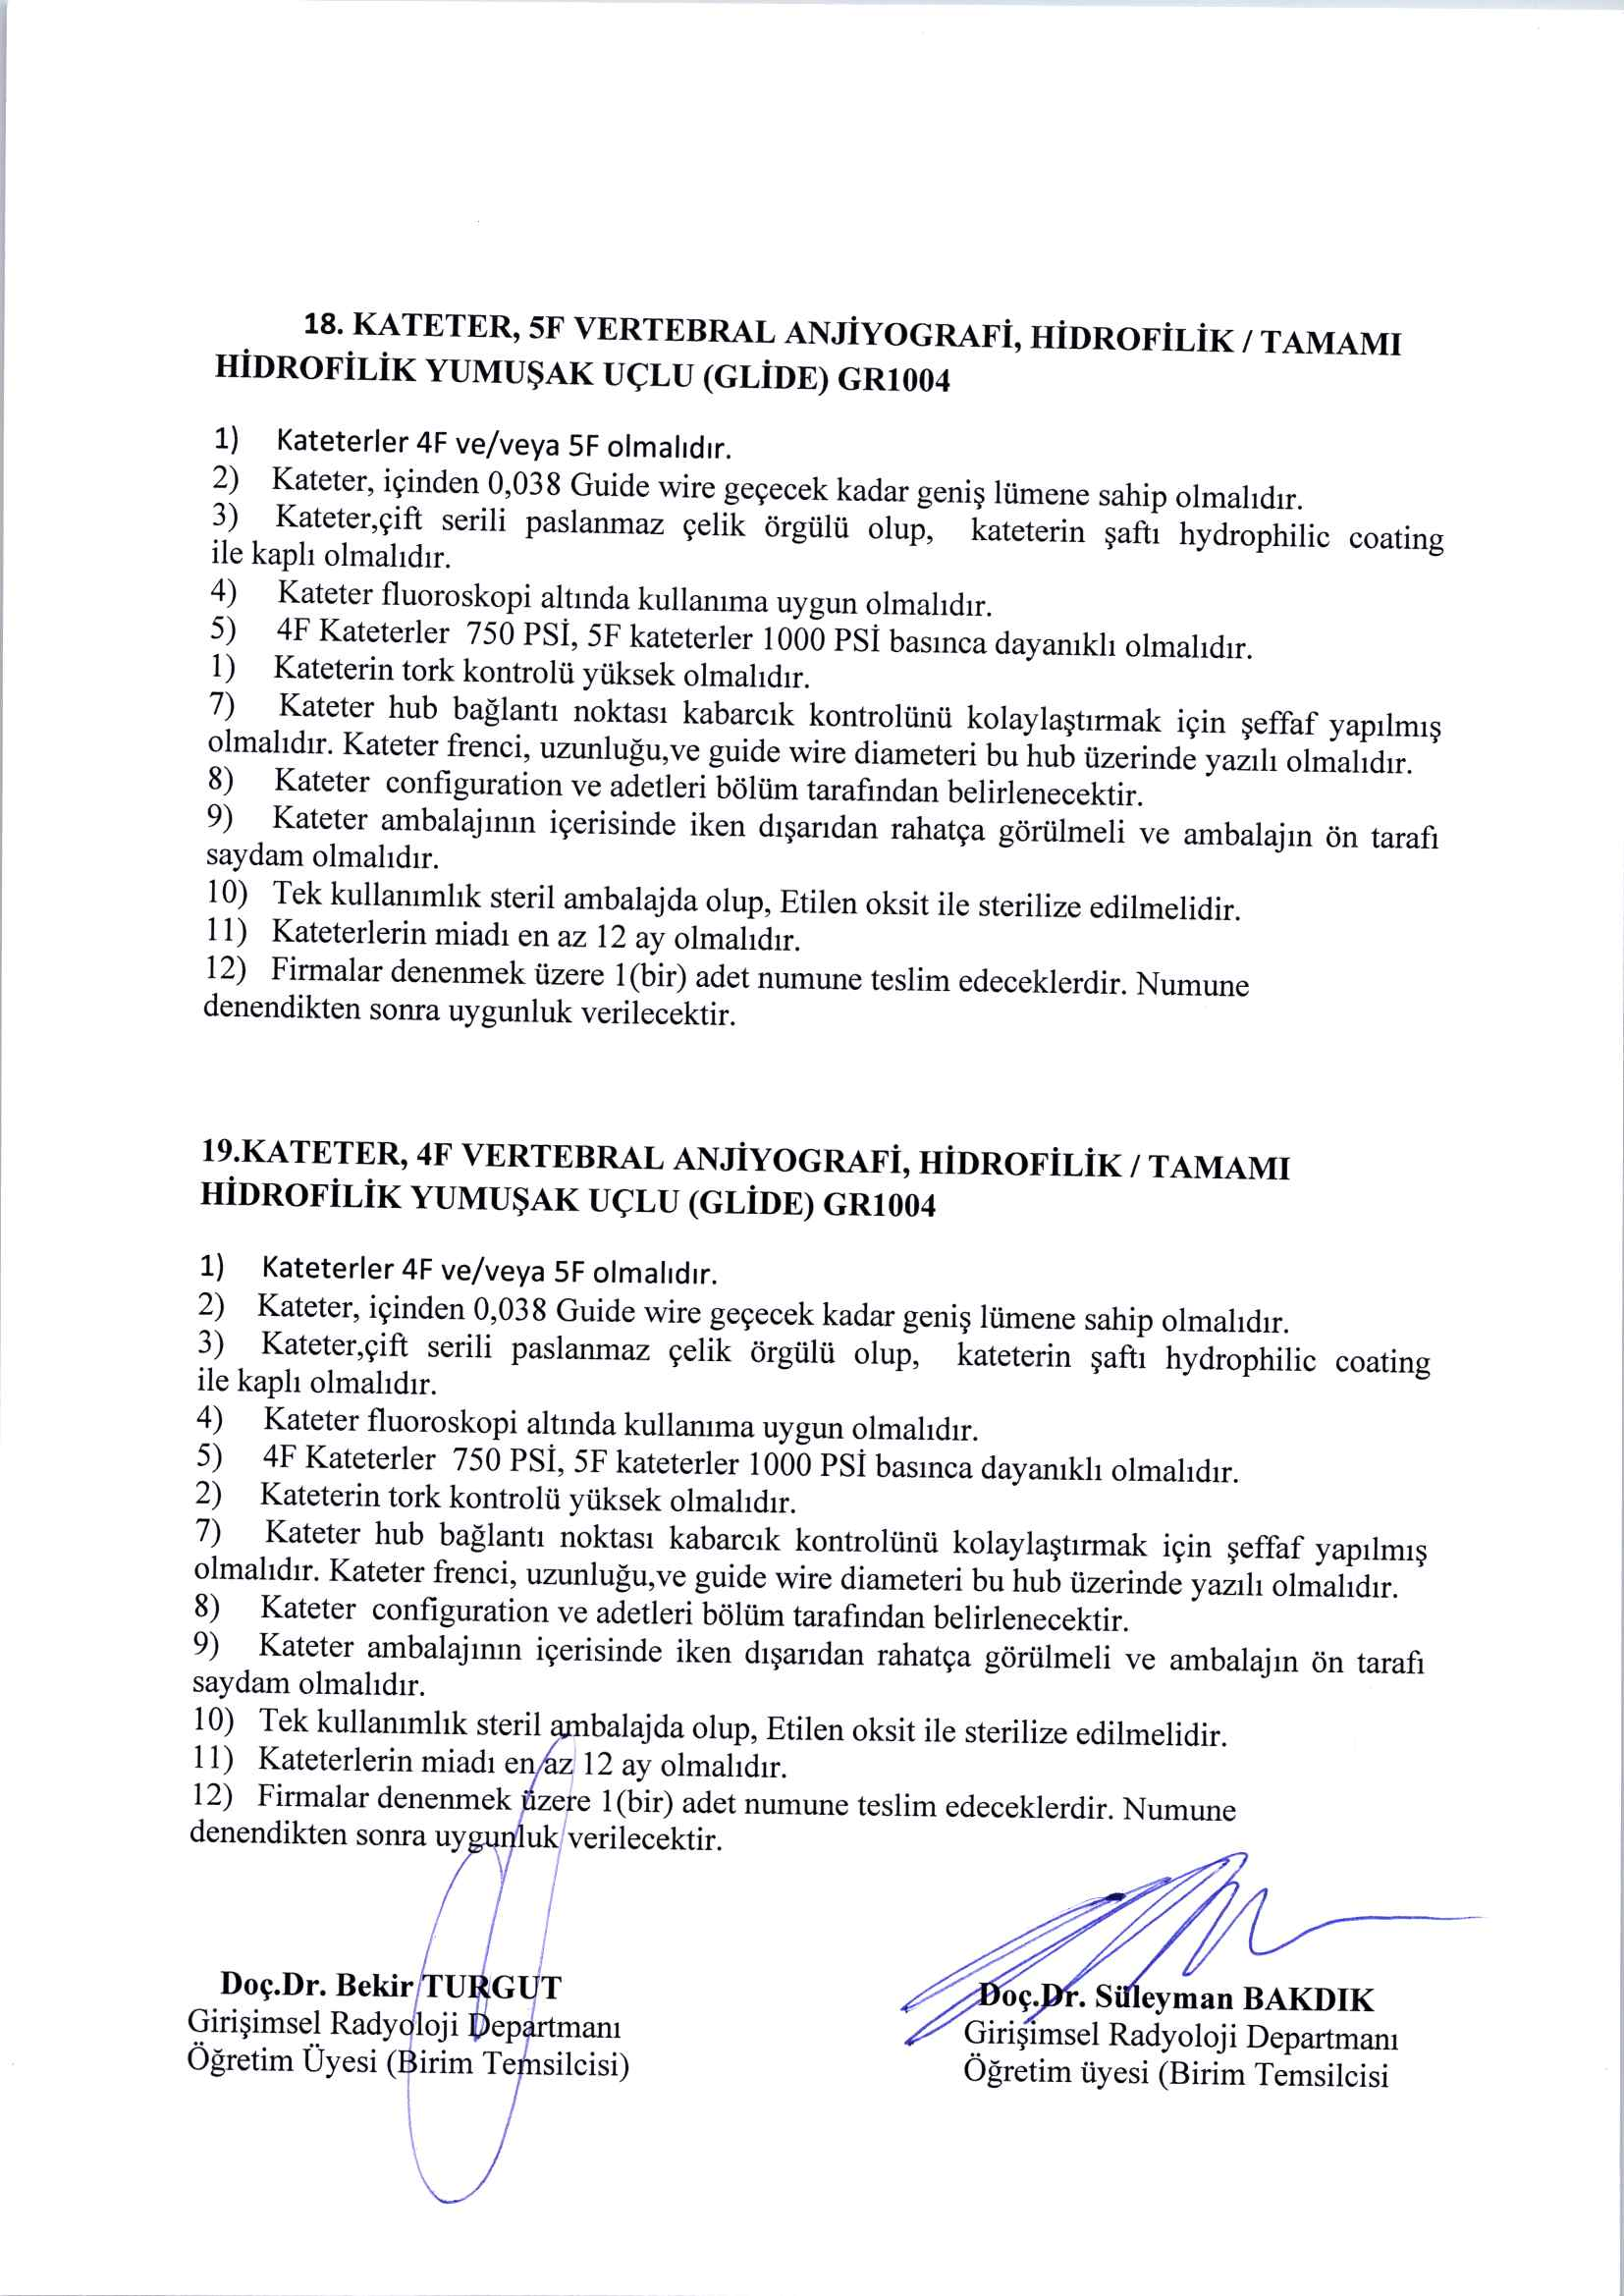 18. KATETER, 5F VERTEBRAL ANJİYOGRAFİ, HİDROFİLİK / TAMAMI
HİDROFİLİK YUMUŞAK UÇLU (GLİDE) GR1004
1) Kateterler 4F ve/veya 5F olmalıdır.
2) Kateter, içinden 0,038 Guide wire geçecek kadar geniş lümene sahip olmalıdır.
3) Kateter,çift serili paslanmaz çelik örgülü olup, kateterin şaftı hydrophilic coating
ile kaplı olmalıdır.
4) Kateter fluoroskopi altında kullanıma uygun olmalıdır.
5) 4F Kateterler 750 PSİ, 5F kateterler 1000 PSİ basınca dayanıklı olmalıdır.
1) Kateterin tork kontrolü yüksek olmalıdır.
7) Kateter hub bağlantı noktası kabarcık kontrolünü kolaylaştırmak için şeffaf yapılmış
olmalıdır. Kateter frenci, uzunluğu,ve guide wire diameteri bu hub üzerinde yazılı olmalıdır.
8) Kateter configuration ve adetleri bölüm tarafından belirlenecektir.
9) Kateter ambalajının içerisinde iken dışarıdan rahatça görülmeli ve ambalajın ön tarafı
saydam olmalıdır.
10) Tek kullanımlık steril ambalajda olup, Etilen oksit ile sterilize edilmelidir.
11) Kateterlerin miadı en az 12 ay olmalıdır.
12) Firmalar denenmek üzere 1(bir) adet numune teslim edeceklerdir. Numune
denendikten sonra uygunluk verilecektir.
19.KATETER, 4F VERTEBRAL ANJİYOGRAFİ, HİDROFİLİK / TAMAMI
HİDROFİLİK YUMUŞAK UÇLU (GLİDE) GR1004
1) Kateterler 4F ve/veya 5F olmalıdır.
2) Kateter, içinden 0,038 Guide wire geçecek kadar geniş lümene sahip olmalıdır.
3) Kateter,çift serili paslanmaz çelik örgülü olup, kateterin şaftı hydrophilic coating
ile kaplı olmalıdır.
4) Kateter fluoroskopi altında kullanıma uygun olmalıdır.
5) 4F Kateterler 750 PSİ, 5F kateterler 1000 PSİ basınca dayanıklı olmalıdır.
2) Kateterin tork kontrolü yüksek olmalıdır.
7) Kateter hub bağlantı noktası kabarcık kontrolünü kolaylaştırmak için şeffaf yapılmış
olmalıdır. Kateter frenci, uzunluğu,ve guide wire diameteri bu hub üzerinde yazılı olmalıdır.
8) Kateter configuration ve adetleri bölüm tarafından belirlenecektir.
9) Kateter ambalajının içerisinde iken dışarıdan rahatça görülmeli ve ambalajın ön tarafı
saydam olmalıdır.
10) Tek kullanımlık steril ambalajda olup, Etilen oksit ile sterilize edilmelidir.
11) Kateterlerin miadı en az 12 ay olmalıdır.
12) Firmalar denenmek üzere 1(bir) adet numune teslim edeceklerdir. Numune
denendikten sonra uygunluk verilecektir.
Doç.Dr. Bekir TURGUT
Girişimsel Radyoloji Departmanı
Öğretim Üyesi (Birim Temsilcisi)
Doç.Dr. Süleyman BAKDIK
Girişimsel Radyoloji Departmanı
Öğretim üyesi (Birim Temsilcisi